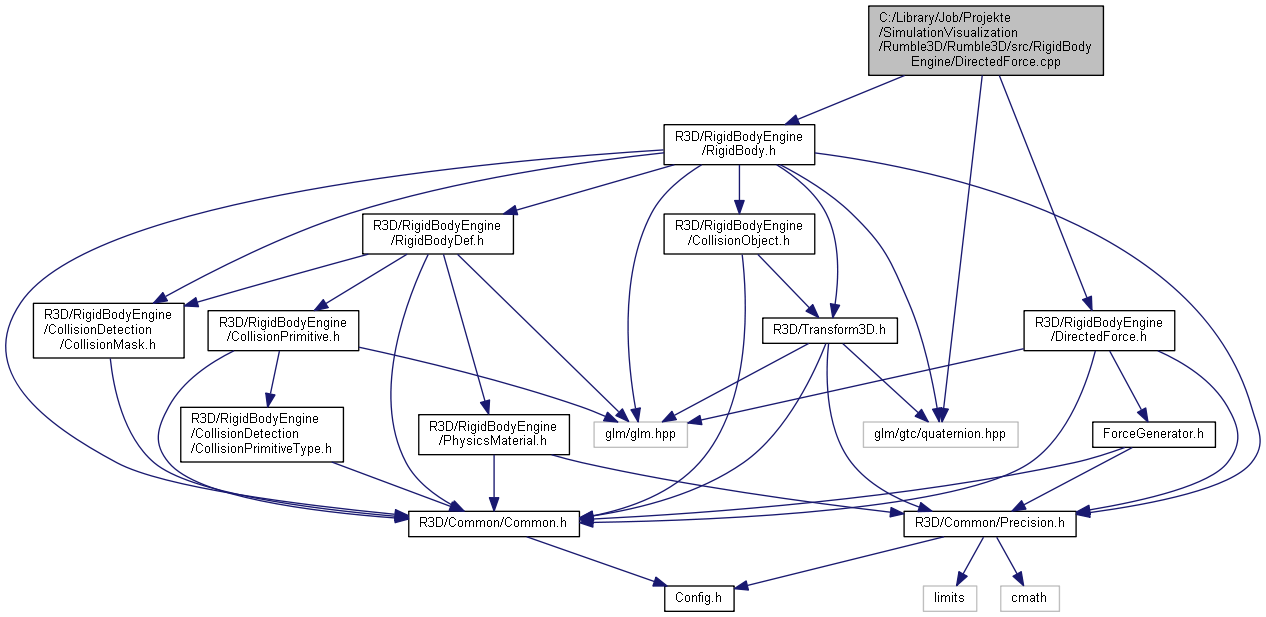 C:/Library/Job/Projekte
/SimulationVisualization
/Rumble3D/Rumble3D/src/RigidBody
Engine/DirectedForce.cpp
R3D/RigidBodyEngine
/RigidBody.h
R3D/RigidBodyEngine
/RigidBodyDef.h
R3D/RigidBodyEngine
/CollisionObject.h
R3D/RigidBodyEngine
/CollisionDetection
/CollisionMask.h
R3D/RigidBodyEngine
/CollisionPrimitive.h
R3D/Transform3D.h
R3D/RigidBodyEngine
/DirectedForce.h
R3D/RigidBodyEngine
/CollisionDetection
/CollisionPrimitiveType.h
R3D/RigidBodyEngine
/PhysicsMaterial.h
glm/glm.hpp
glm/gtc/quaternion.hpp
ForceGenerator.h
R3D/Common/Common.h
R3D/Common/Precision.h
Config.h
limits
cmath